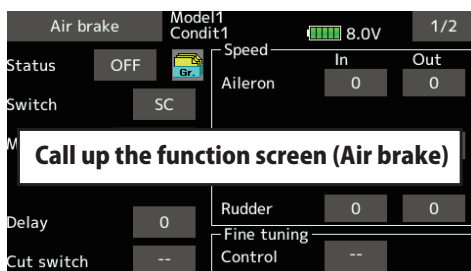 Air brake
Model1
Condit1
8.0V
1/2
Status
OFF
Gr.
Switch
SC
M
Delay
0
Cut switch
--
Speed
In
Out
Aileron
0
0
Call up the function screen (Air brake)
Rudder
0
0
Fine tuning
Control
--